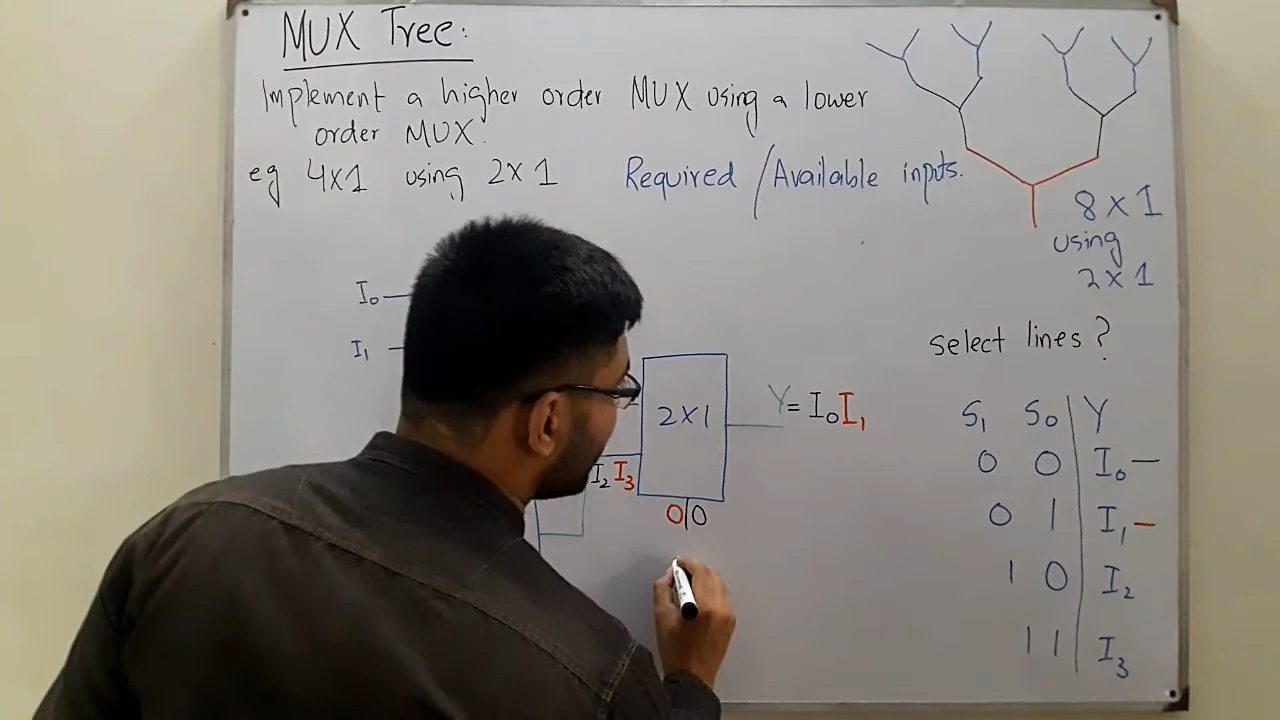 MUX Tree:
Implement a higher order MUX using a lower
order MUX.
eg 4x1 using 2x1
Required / Available inputs.
8x1
using
2x1
I₀
I₁
I₂ I₃
2x1
0 0
Y = I₀ I₁
select lines?
S₁ S₀ Y
0 0 I₀
0 1 I₁
1 0 I₂
1 1 I₃